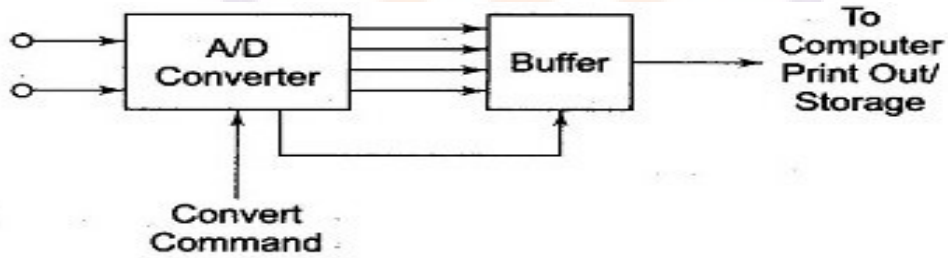 A/D
Converter
Buffer
To
Computer
Print Out/
Storage
Convert
Command